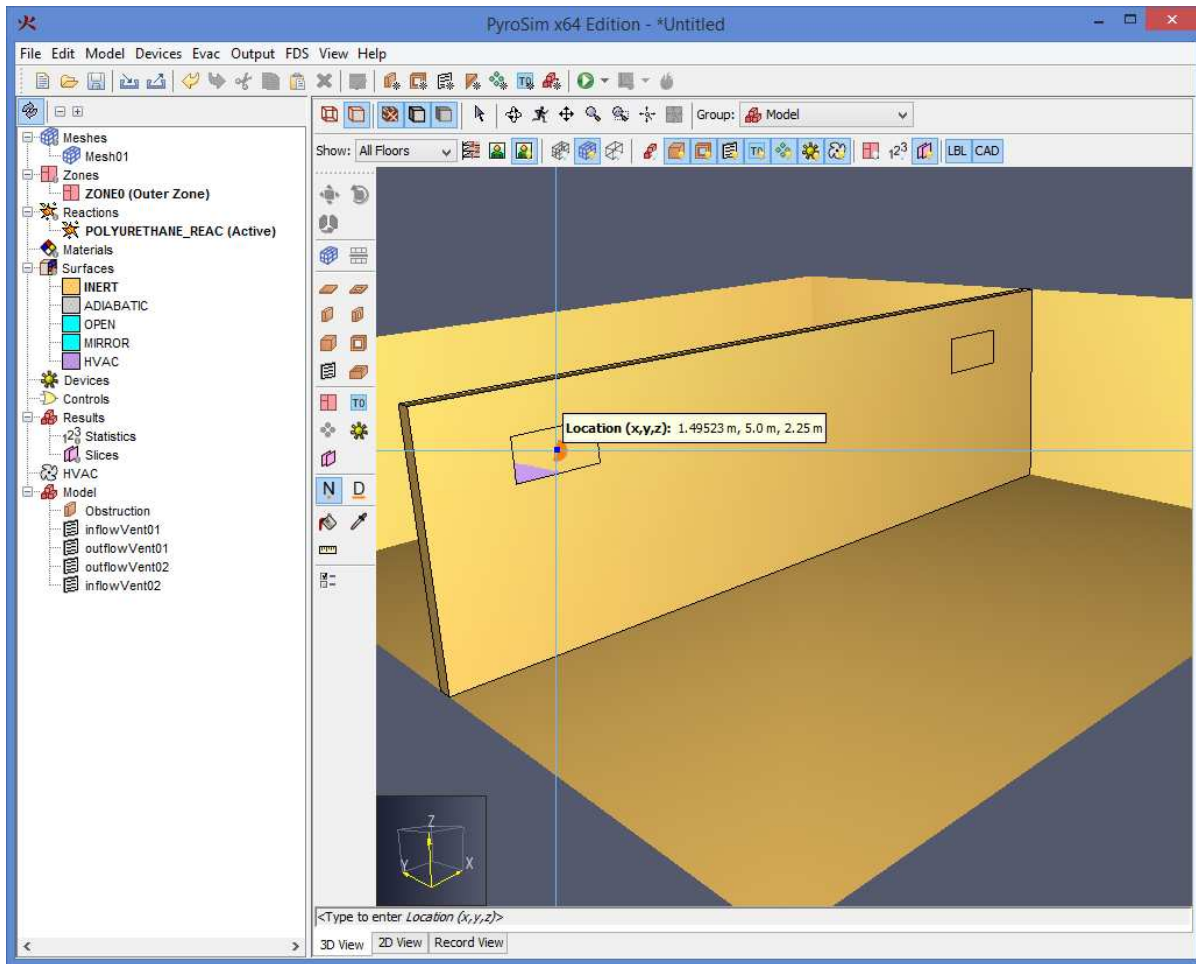 火
PyroSim x64 Edition - *Untitled
File Edit Model Devices Evac Output FDS View Help
Group: Model
Show: All Floors
LBL CAD
Meshes
Mesh01
Zones
ZONE0 (Outer Zone)
Reactions
POLYURETHANE_REAC (Active)
Materials
Surfaces
INERT
ADIABATIC
OPEN
MIRROR
HVAC
Devices
Controls
Results
Statistics
Slices
HVAC
Model
Obstruction
inflowVent01
outflowVent01
outflowVent02
inflowVent02
N D
Location (x,y,z): 1.49523 m, 5.0 m, 2.25 m
Z
Y X
<Type to enter Location (x,y,z)>
3D View 2D View Record View